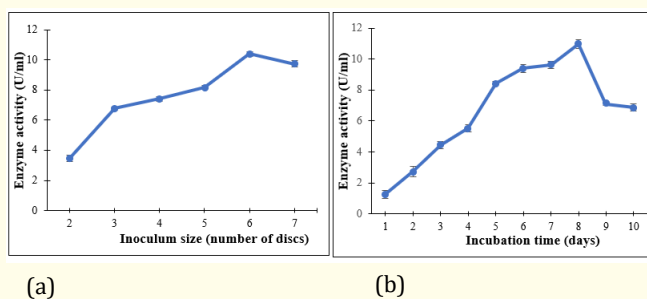 Enzyme activity (U/ml)
12
10
8
6
4
2
0
2 3 4 5 6 7
Inoculum size (number of discs)
Enzyme activity (U/ml)
12
10
8
6
4
2
0
1 2 3 4 5 6 7 8 9 10
Incubation time (days)
(a)
(b)